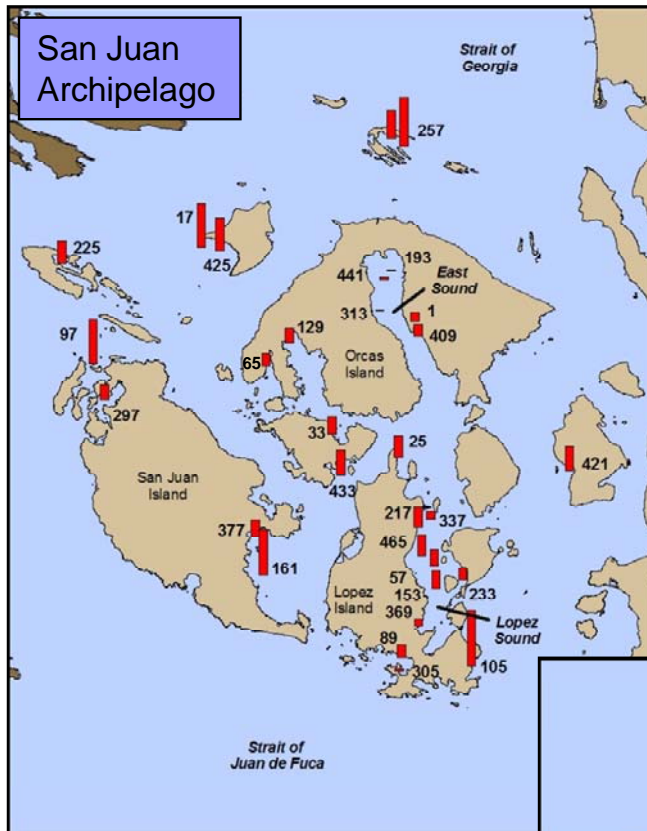 San Juan
Archipelago
Strait of
Georgia
257
17
225
425
193
441
East
Sound
97
313
1
129
409
65
Orcas
Island
297
33
25
421
San Juan
Island
433
217
337
377
465
161
57
Lopez
Island
153
233
369
Lopez
Sound
89
305
105
Strait of
Juan de Fuca